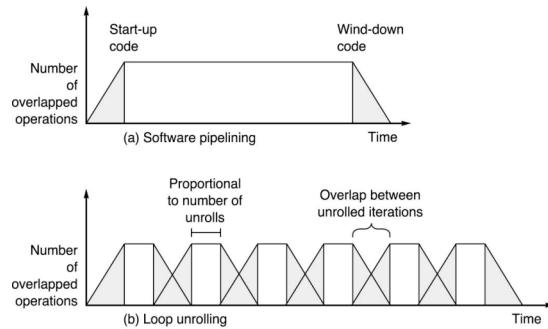 Start-up
code
Wind-down
code
Number
of
overlapped
operations
(a) Software pipelining
Time
Proportional
to number of
unrolls
Overlap between
unrolled iterations
Number
of
overlapped
operations
(b) Loop unrolling
Time